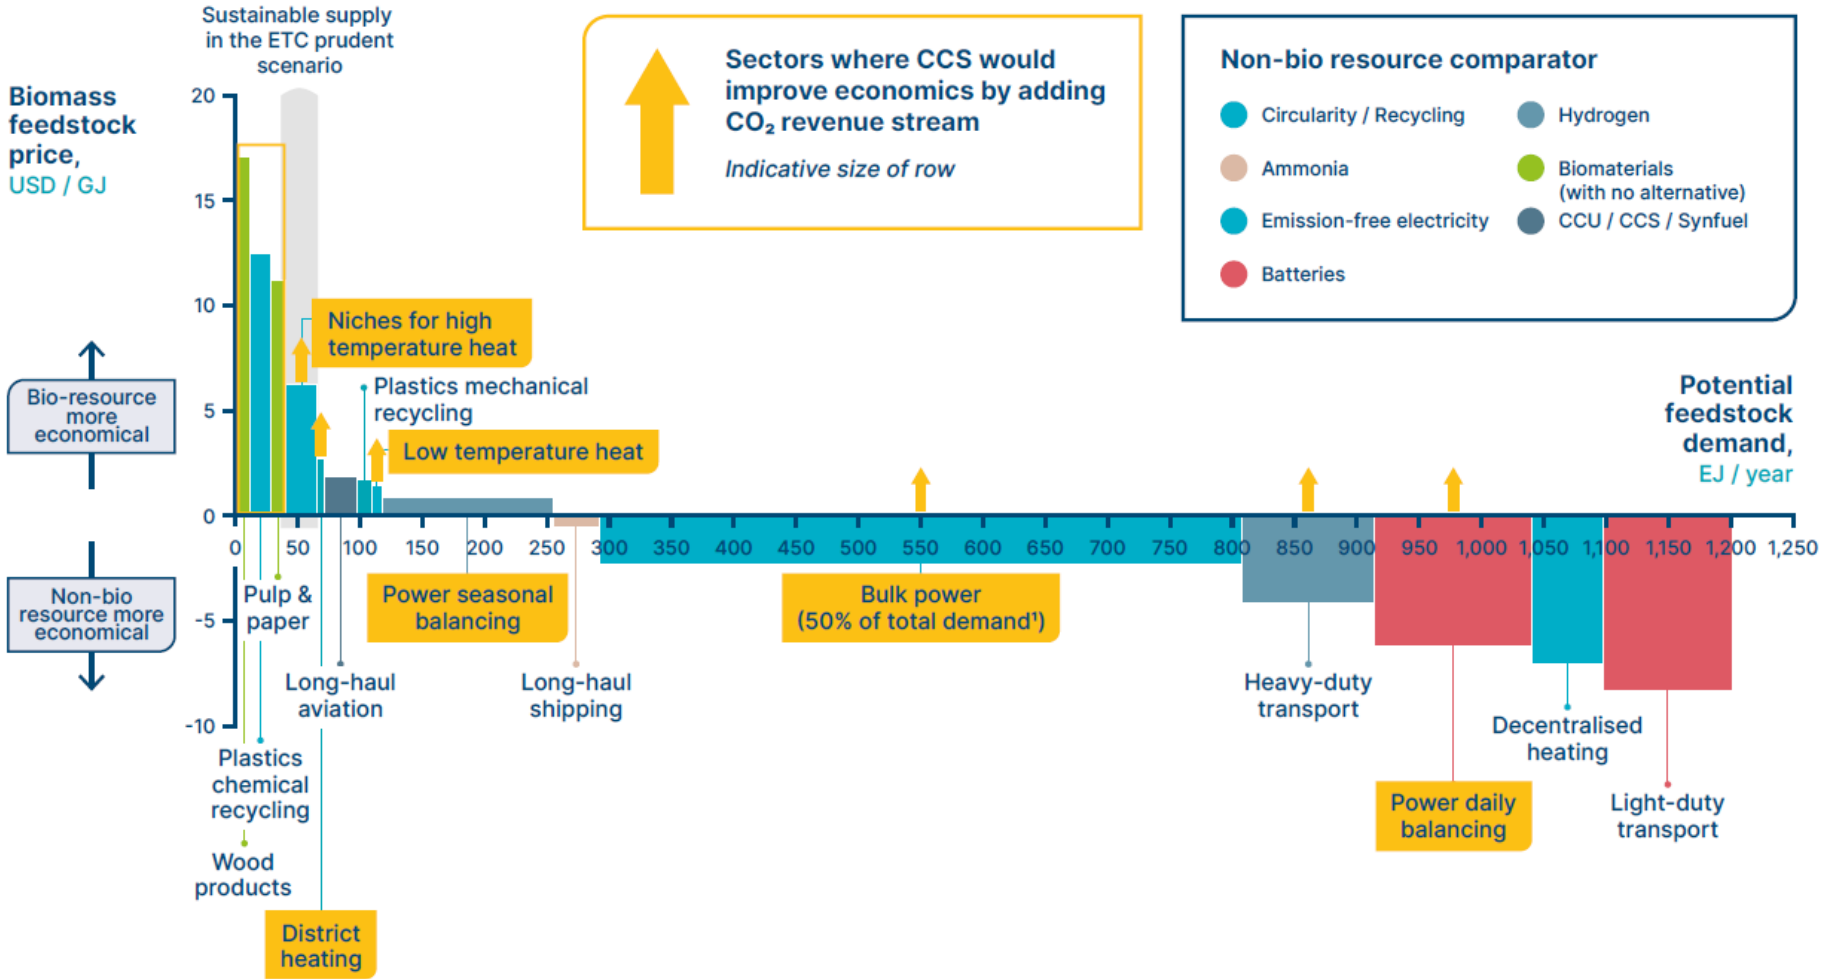 Sustainable supply
in the ETC prudent
scenario
Biomass
feedstock
price,
USD / GJ
Sectors where CCS would
improve economics by adding
CO₂ revenue stream
Indicative size of row
Non-bio resource comparator
Circularity / Recycling
Hydrogen
Ammonia
Biomaterials
(with no alternative)
Emission-free electricity
CCU / CCS / Synfuel
Batteries
20
15
10
5
0
-5
-10
Bio-resource
more
economical
Non-bio
resource more
economical
Niches for high
temperature heat
Plastics mechanical
recycling
Low temperature heat
Potential
feedstock
demand,
EJ / year
0 50 100 150 200 250 300 350 400 450 500 550 600 650 700 750 800 850 900 950 1,000 1,050 1,100 1,150 1,200 1,250
Pulp &
paper
Power seasonal
balancing
Bulk power
(50% of total demand¹)
Long-haul
aviation
Long-haul
shipping
Heavy-duty
transport
Decentralised
heating
Plastics
chemical
recycling
Power daily
balancing
Light-duty
transport
Wood
products
District
heating